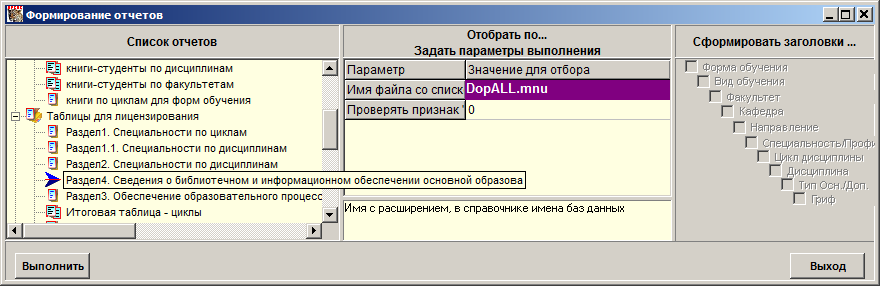 Формирование отчетов
Список отчетов
книги-студенты по дисциплинам
книги-студенты по факультетам
книги по циклам для форм обучения
Таблицы для лицензирования
Раздел1. Специальности по циклам
Раздел1.1. Специальности по дисциплинам
Раздел2. Специальности по дисциплинам
Раздел4. Сведения о библиотечном и информационном обеспечении основной образова
Раздел3. Обеспечение образовательного процесс
Итоговая таблица - циклы
Отобрать по...
Задать параметры выполнения
Параметр Значение для отбора
Имя файла со списк DopALL.mnu
Проверять признак " 0
Имя с расширением, в справочнике имена баз данных
Сформировать заголовки ...
Форма обучения
Вид обучения
Факультет
Кафедра
Направление
Специальность/Профи
Цикл дисциплины
Дисциплина
Тип Осн./Доп.
Гриф
Выполнить
Выход